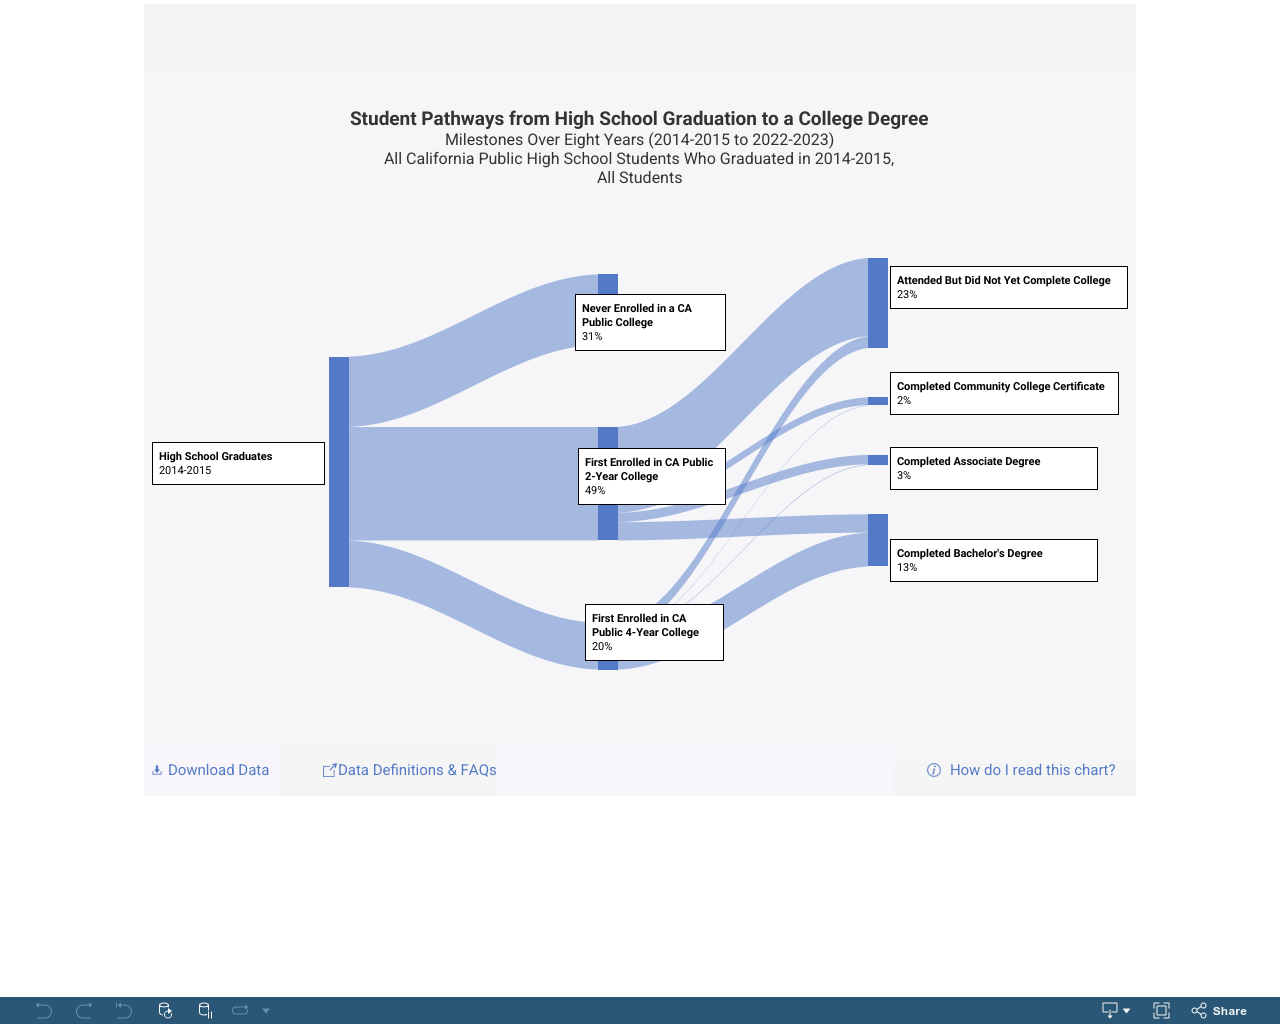 Student Pathways from High School Graduation to a College Degree
Milestones Over Eight Years (2014-2015 to 2022-2023)
All California Public High School Students Who Graduated in 2014-2015,
All Students
High School Graduates
2014-2015
Never Enrolled in a CA
Public College
31%
First Enrolled in CA Public
2-Year College
49%
First Enrolled in CA
Public 4-Year College
20%
Attended But Did Not Yet Complete College
23%
Completed Community College Certificate
2%
Completed Associate Degree
3%
Completed Bachelor's Degree
13%
Download Data
Data Definitions & FAQs
How do I read this chart?
Share